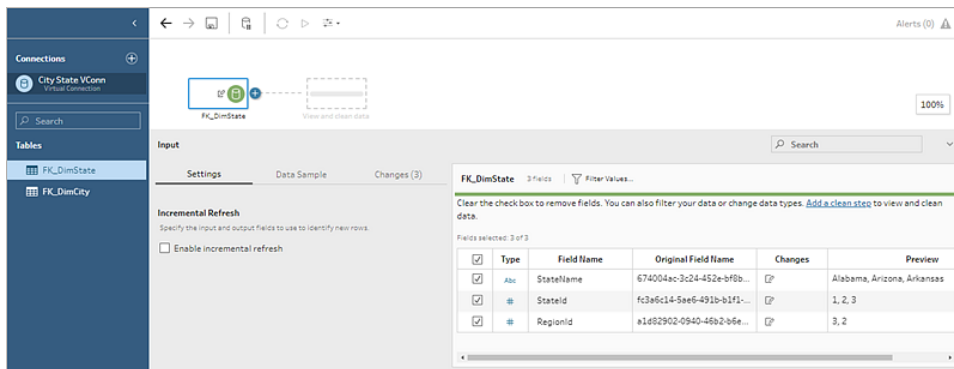 Alerts (0)
Connections
City State VConn
Virtual Connection
Search
Tables
FK_DimState
FK_DimCity
FK_DimState
View and clean data
100%
Input
Search
Settings
Data Sample
Changes (3)
Incremental Refresh
Specify the input and output fields to use to identify new rows.
Enable incremental refresh
FK_DimState 3 fields Filter Values...
Clear the check box to remove fields. You can also filter your data or change data types. Add a clean step to view and clean
data.
Fields selected: 3 of 3
Type Field Name Original Field Name Changes Preview
Abc StateName 674004ac-3c24-452e-bf8b... Alabama, Arizona, Arkansas
# StateId fc3a6c14-5ae6-491b-b1f1-... 1, 2, 3
# RegionId a1d82902-0940-46b2-b6e... 3, 2